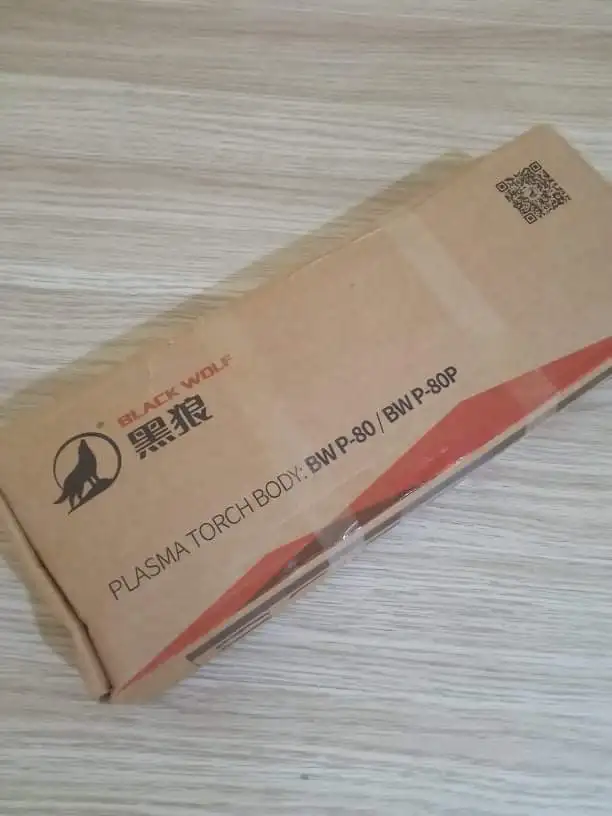 BLACK WOLF
黑狼
PLASMA TORCH BODY: BW P-80 / BW P-80P